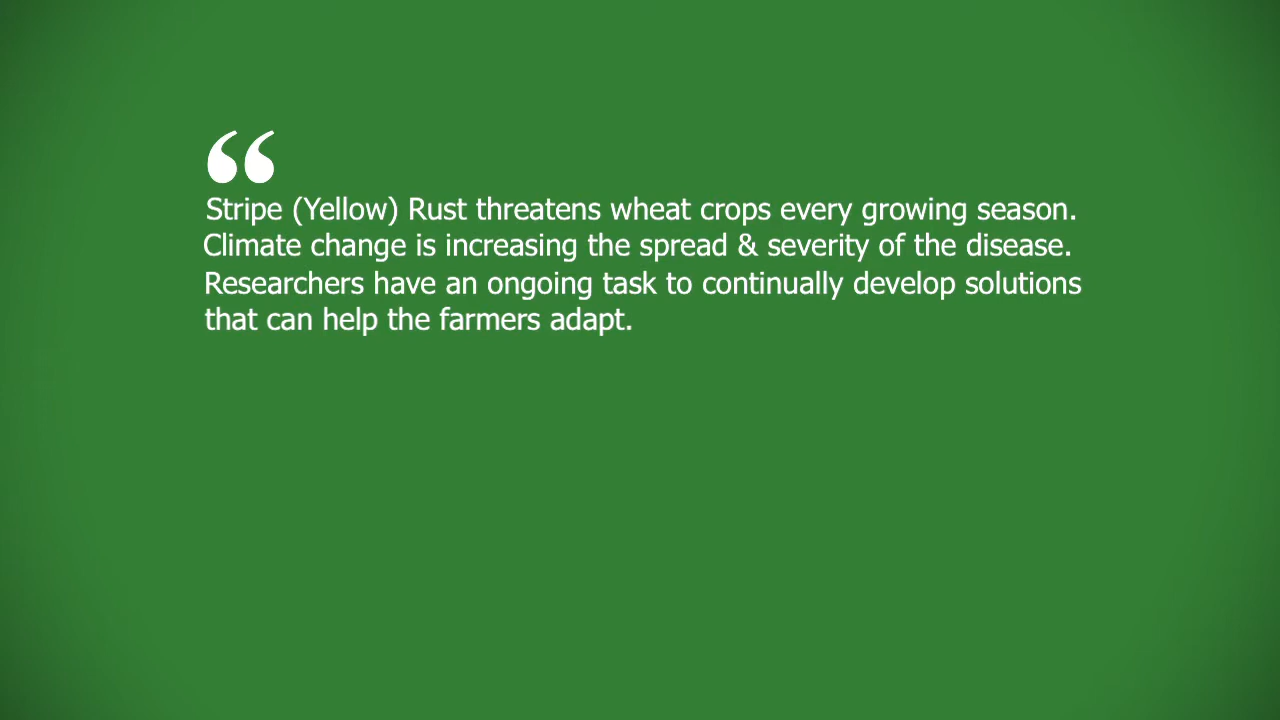 “
Stripe (Yellow) Rust threatens wheat crops every growing season.
Climate change is increasing the spread & severity of the disease.
Researchers have an ongoing task to continually develop solutions
that can help the farmers adapt.